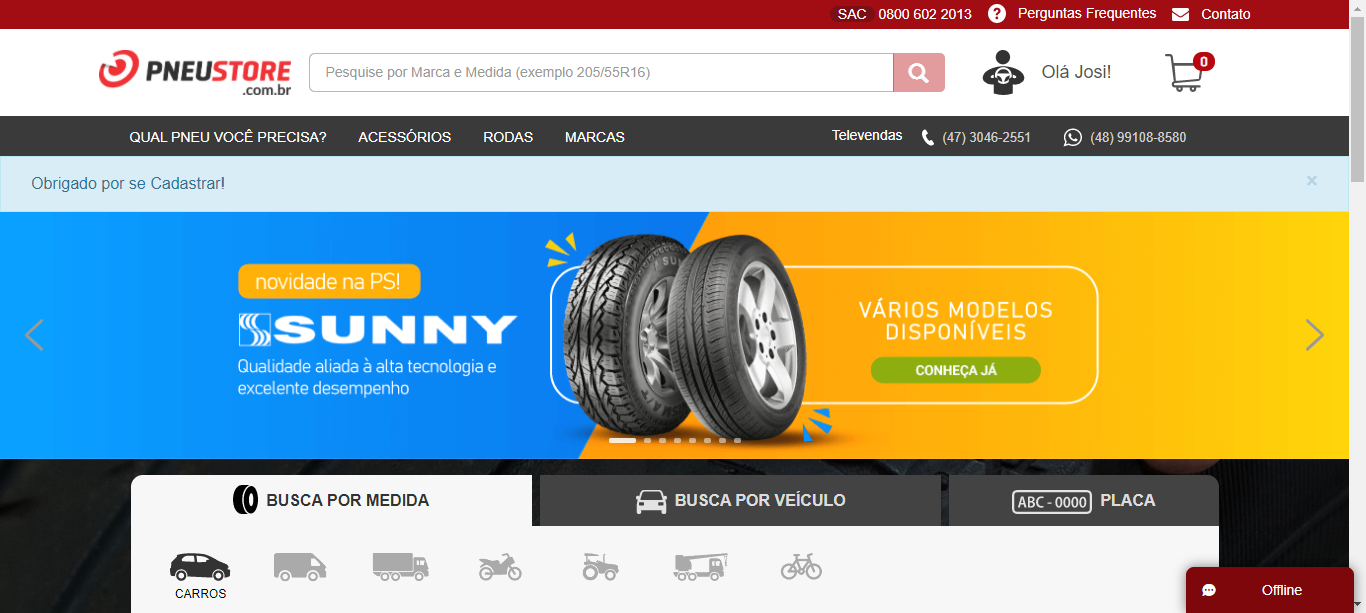 SAC 0800 602 2013 ? Perguntas Frequentes Contato
PNEUSTORE
.com.br
Pesquise por Marca e Medida (exemplo 205/55R16)
Olá Josi!
0
QUAL PNEU VOCÊ PRECISA? ACESSÓRIOS RODAS MARCAS Televendas (47) 3046-2551 (48) 99108-8580
Obrigado por se Cadastrar! ×
novidade na PS!
SUNNY
Qualidade aliada à alta tecnologia e
excelente desempenho
VÁRIOS MODELOS
DISPONÍVEIS
CONHEÇA JÁ
BUSCA POR MEDIDA BUSCA POR VEÍCULO ABC - 0000 PLACA
CARROS
Offline